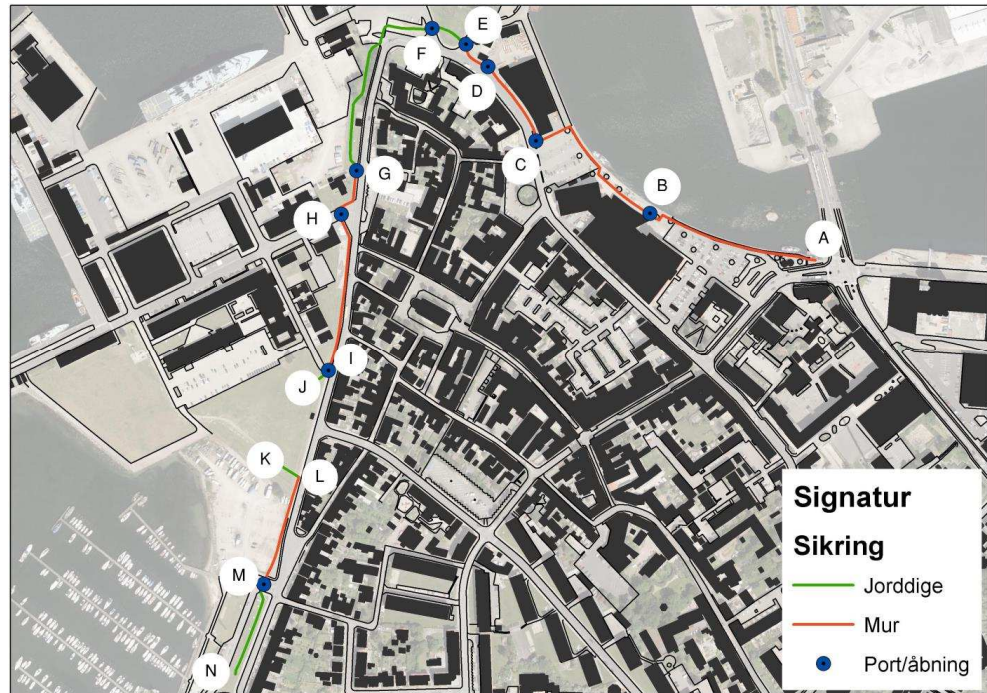 E
F
D
G
C
B
H
A
I
J
K
L
M
N
Signatur
Sikring
Jorddige
Mur
Port/åbning